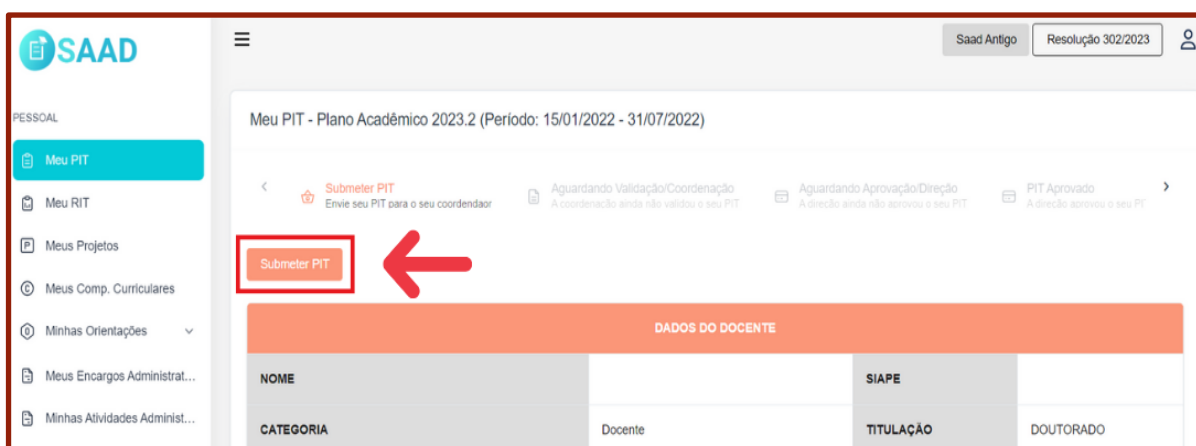 SAAD
Saad Antigo
Resolução 302/2023
PESSOAL
Meu PIT
Meu RIT
Meus Projetos
Meus Comp. Curriculares
Minhas Orientações
Meus Encargos Administrat...
Minhas Atividades Administ...
Meu PIT - Plano Acadêmico 2023.2 (Período: 15/01/2022 - 31/07/2022)
Submeter PIT
Envie seu PIT para o seu coordendaor
Aguardando Validação/Coordenação
A coordenação ainda não validou o seu PIT
Aguardando Aprovação/Direção
A direcão ainda não aprovou o seu PIT
PIT Aprovado
A direcão aprovou o seu
Submeter PIT
DADOS DO DOCENTE
NOME
SIAPE
CATEGORIA
Docente
TITULAÇÃO
DOUTORADO